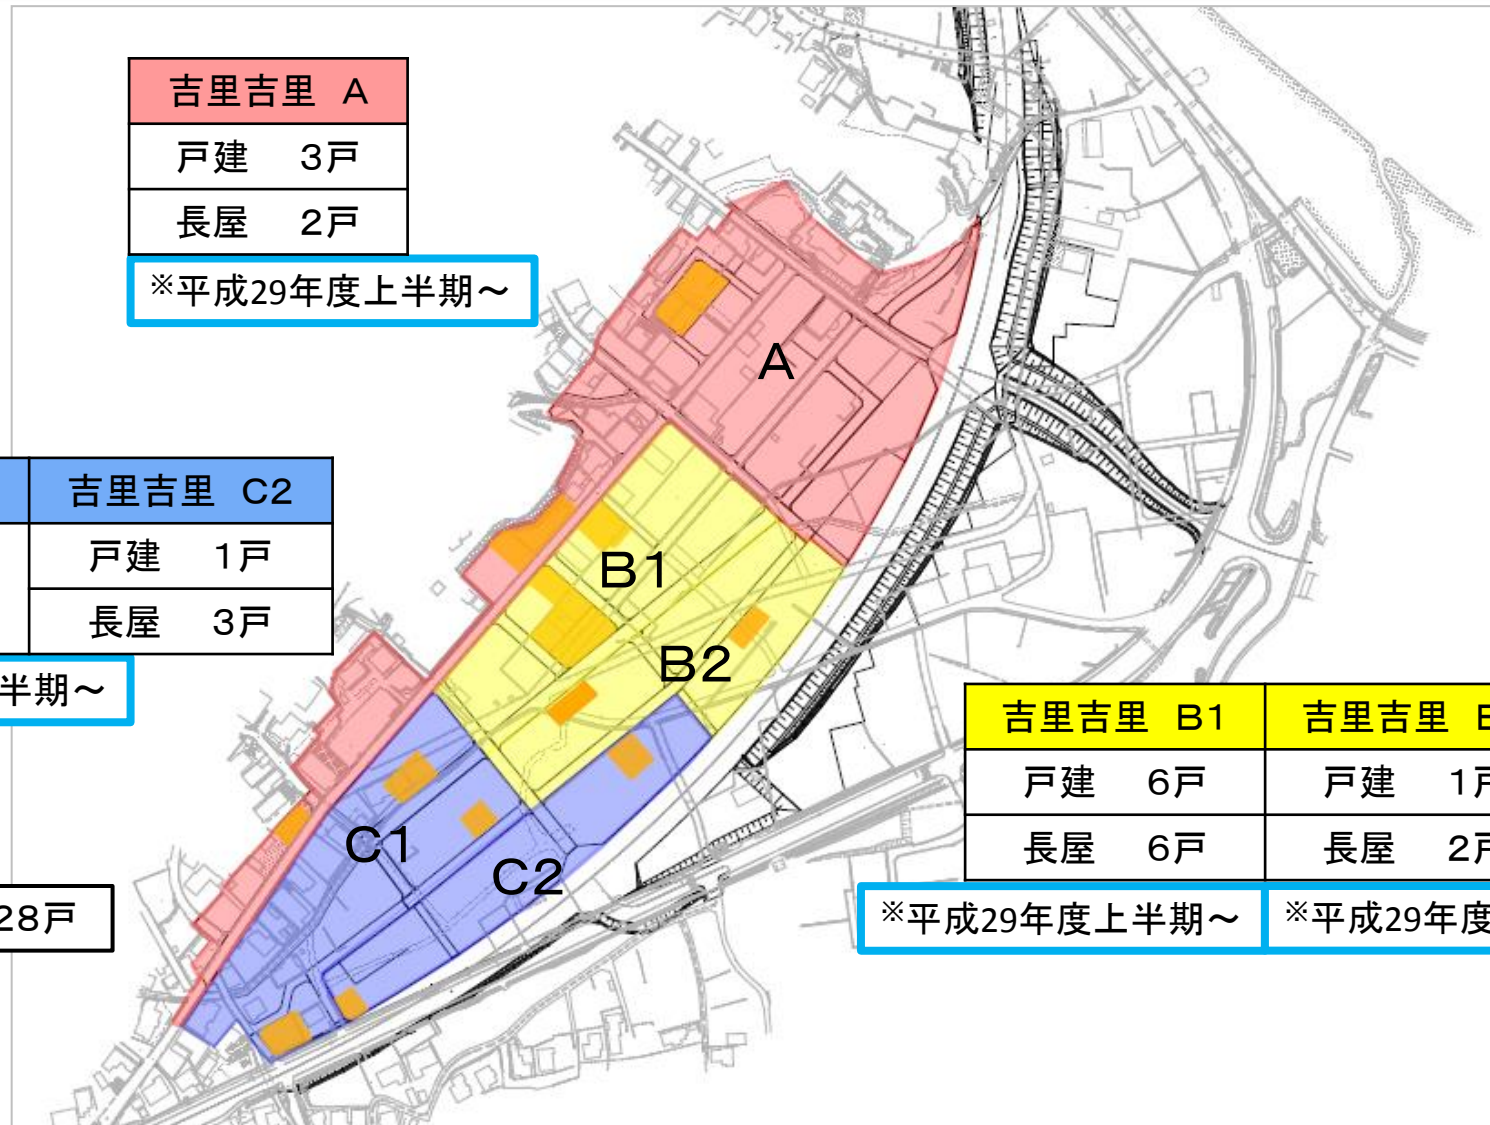 吉里吉里 A
戸建 3戸
長屋 2戸
※平成29年度上半期～
A
吉里吉里 C2
戸建 1戸
長屋 3戸
半期～
B1
B2
吉里吉里 B1 吉里吉里
戸建 6戸 戸建 1戸
長屋 6戸 長屋 2戸
※平成29年度上半期～ ※平成29年度
C1
C2
28戸